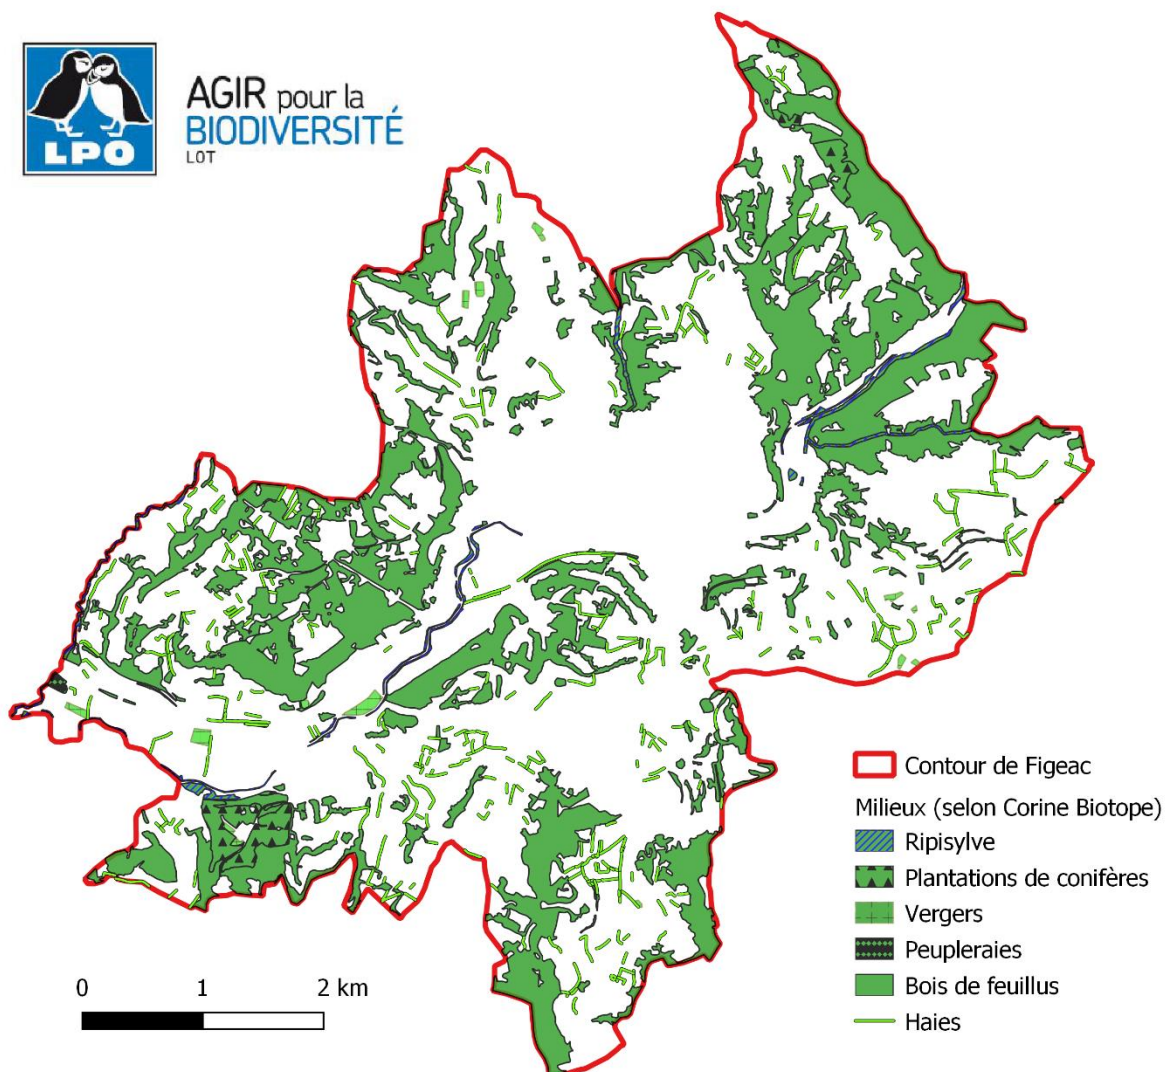 LPO
AGIR pour la
BIODIVERSITÉ
LOT
Contour de Figeac
Milieux (selon Corine Biotope)
Ripisylve
Plantations de conifères
Vergers
Peupleraies
Bois de feuillus
Haies
0 1 2 km